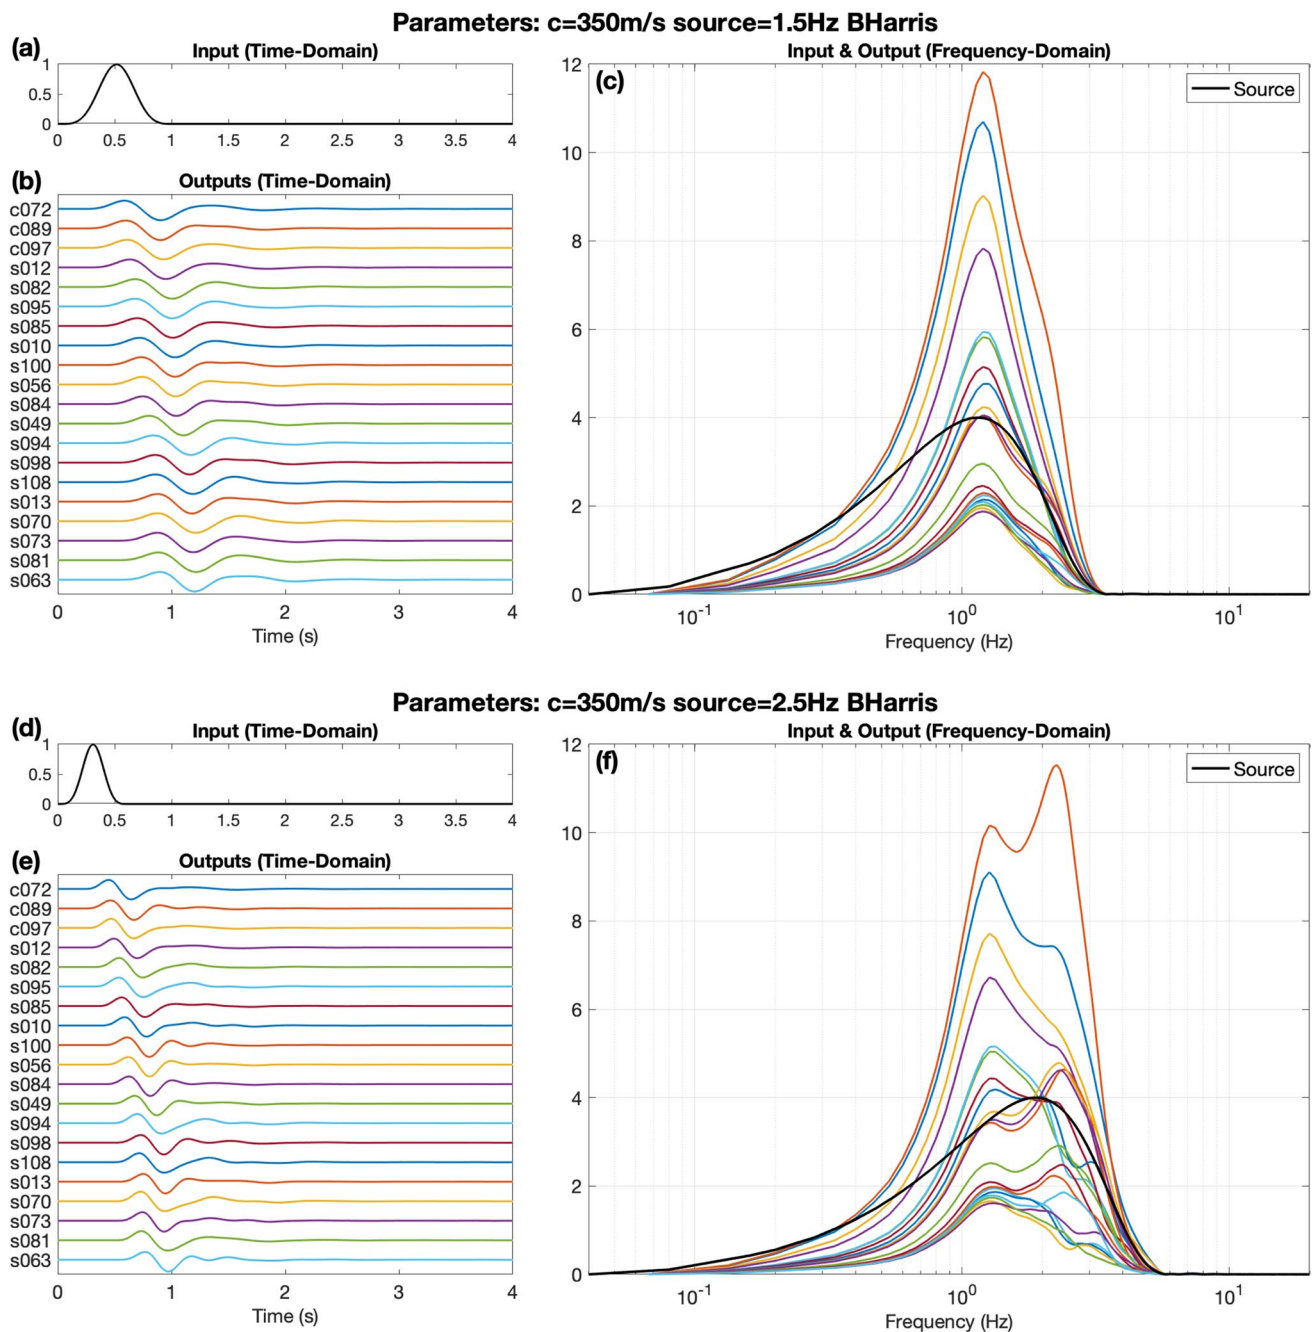 Parameters: c=350m/s source=1.5Hz BHarris
(a)
Input (Time-Domain)
1
0.5
0
0 0.5 1 1.5 2 2.5 3 3.5 4
(b)
Outputs (Time-Domain)
c072
c089
c097
s012
s082
s095
s085
s010
s100
s056
s084
s049
s094
s098
s108
s013
s070
s073
s081
s063
0 1 2 3 4
Time (s)
Input & Output (Frequency-Domain)
(c)
Source
12
10
8
6
4
2
0
10-1 100 101
Frequency (Hz)
Parameters: c=350m/s source=2.5Hz BHarris
(d)
Input (Time-Domain)
1
0.5
0
0 0.5 1 1.5 2 2.5 3 3.5 4
(e)
Outputs (Time-Domain)
c072
c089
c097
s012
s082
s095
s085
s010
s100
s056
s084
s049
s094
s098
s108
s013
s070
s073
s081
s063
0 1 2 3 4
Time (s)
Input & Output (Frequency-Domain)
(f)
Source
12
10
8
6
4
2
0
10-1 100 101
Frequency (Hz)